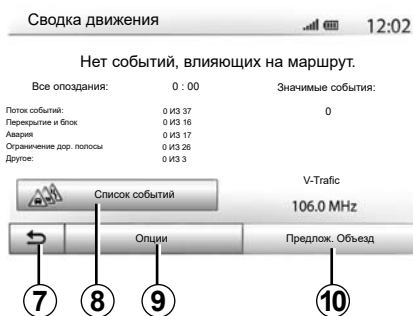 Сводка движения 12:02
Нет событий, влияющих на маршрут.
Все опоздания: 0 : 00 Значимые события:
0
Поток событий: 0 ИЗ 37
Перекрытие и блок 0 ИЗ 16
Авария 0 ИЗ 17
Ограничение дор. полосы 0 ИЗ 26
Другое: 0 ИЗ 3
Список событий
V-Trafic
106.0 MHz
Опции
Предлож. Объезд
7 8 9 10